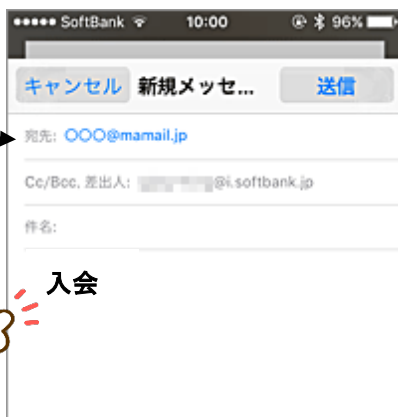 SoftBank 10:00 96%
キャンセル 新規メッセ... 送信
宛先: 〇〇〇@mamail.jp
Cc/Bcc, 差出人: @i.softbank.jp
件名:
入会